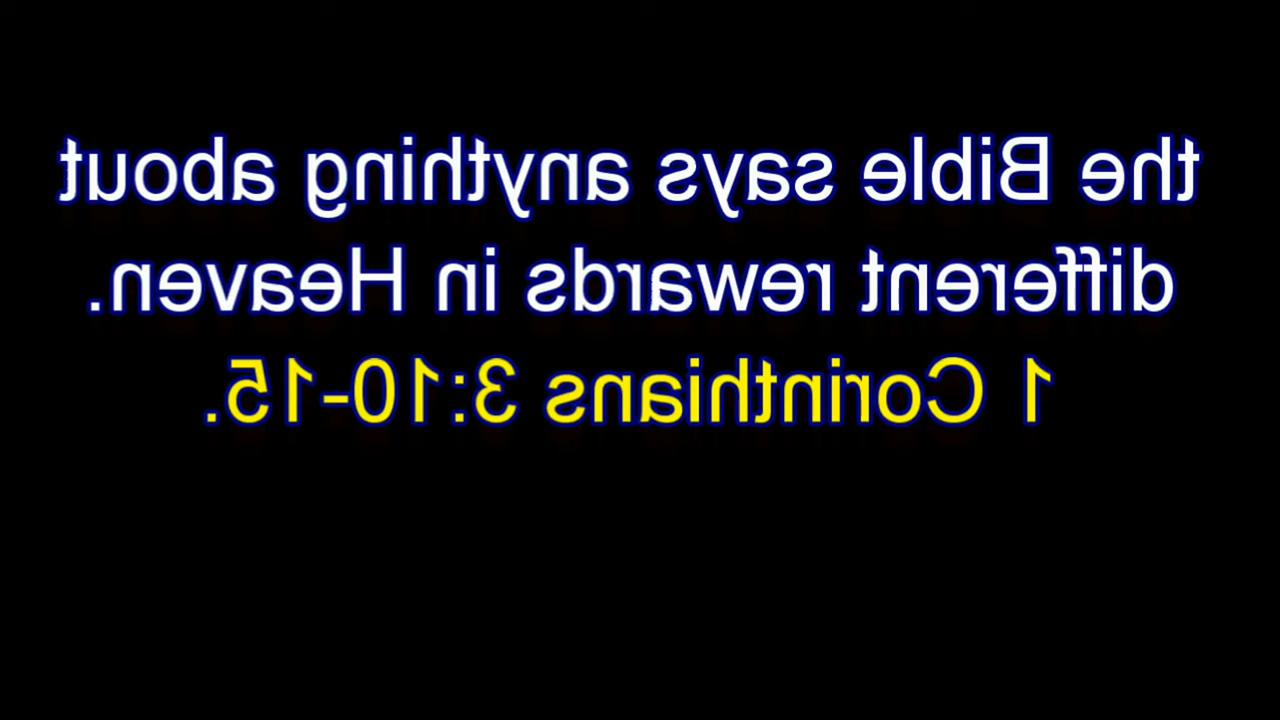 the Bible says anything about
different rewards in Heaven.
1 Corinthians 3:10-15.